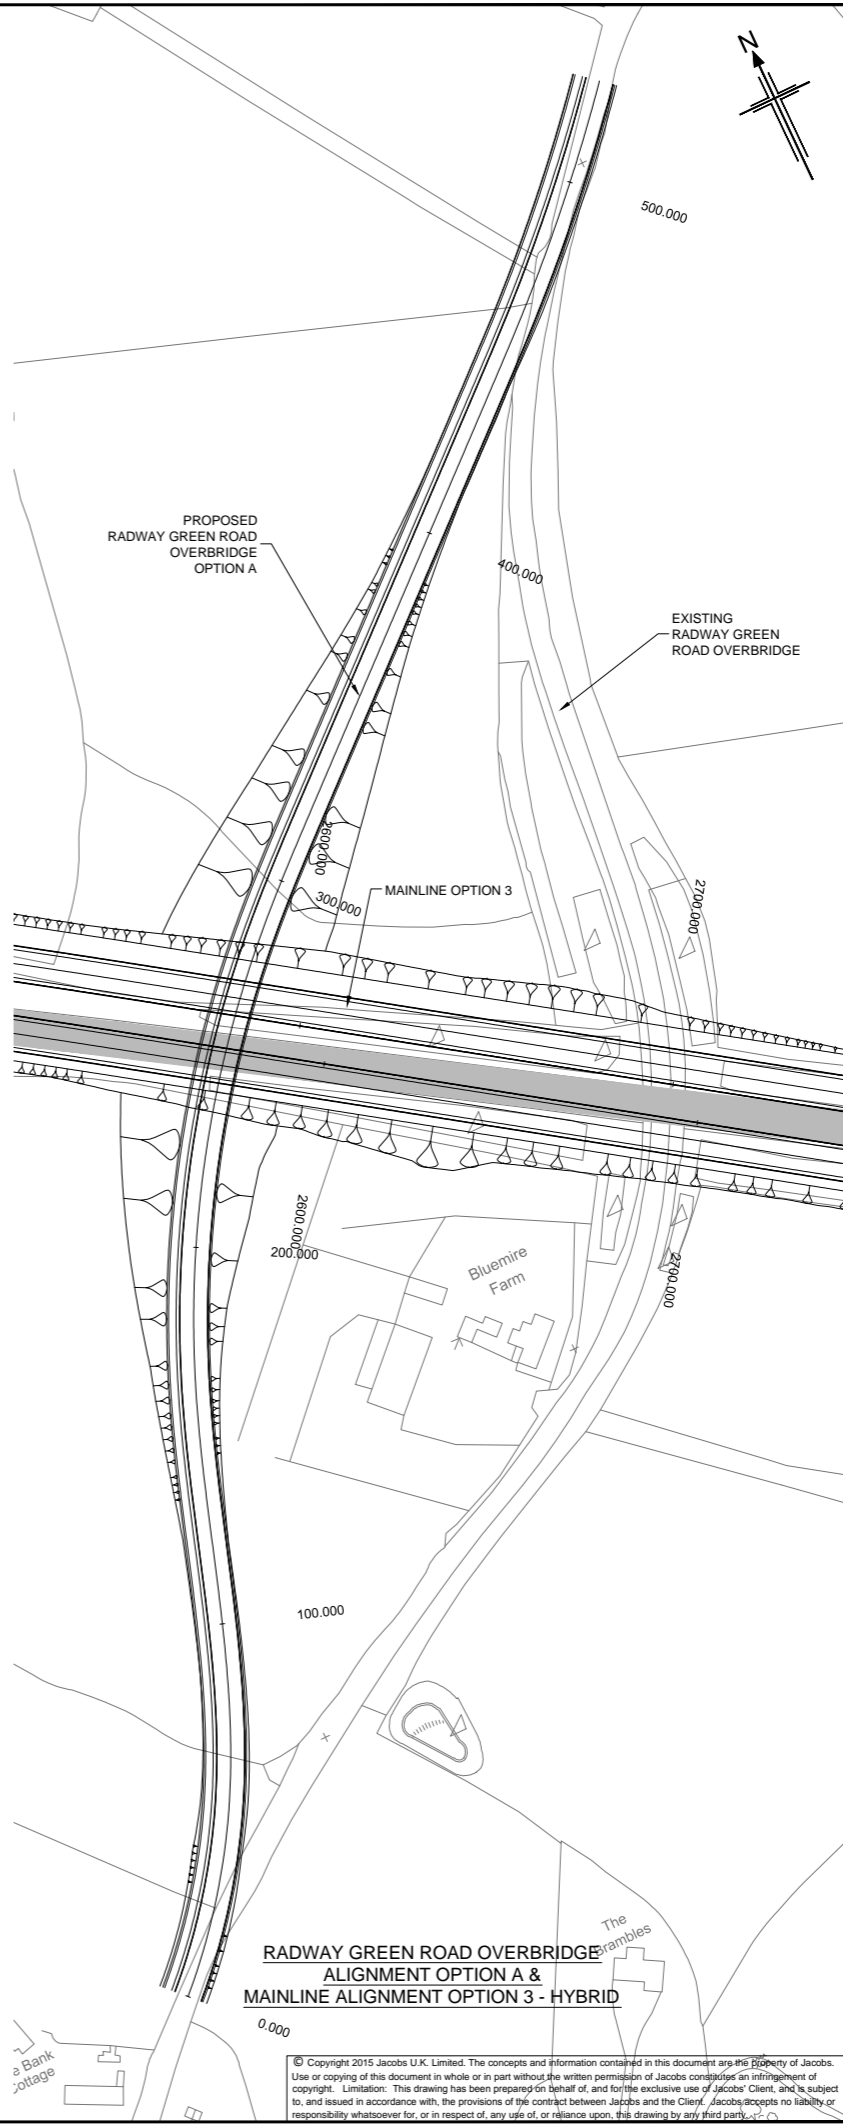 N
500.000
PROPOSED
RADWAY GREEN ROAD
OVERBRIDGE
OPTION A
400.000
EXISTING
RADWAY GREEN
ROAD OVERBRIDGE
2600.000
300.000
MAINLINE OPTION 3
2700.000
2600.000
200.000
Bluemire
Farm
2700.000
100.000
The
Brambles
RADWAY GREEN ROAD OVERBRIDGE
ALIGNMENT OPTION A &
MAINLINE ALIGNMENT OPTION 3 - HYBRID
0.000
e Bank
Cottage
© Copyright 2015 Jacobs U.K. Limited. The concepts and information contained in this document are the property of Jacobs.
Use or copying of this document in whole or in part without the written permission of Jacobs constitutes an infringement of
copyright. Limitation: This drawing has been prepared on behalf of, and for the exclusive use of Jacobs' Client, and is subject
to, and issued in accordance with, the provisions of the contract between Jacobs and the Client. Jacobs accepts no liability or
responsibility whatsoever for, or in respect of, any use of, or reliance upon, this drawing by any third party.